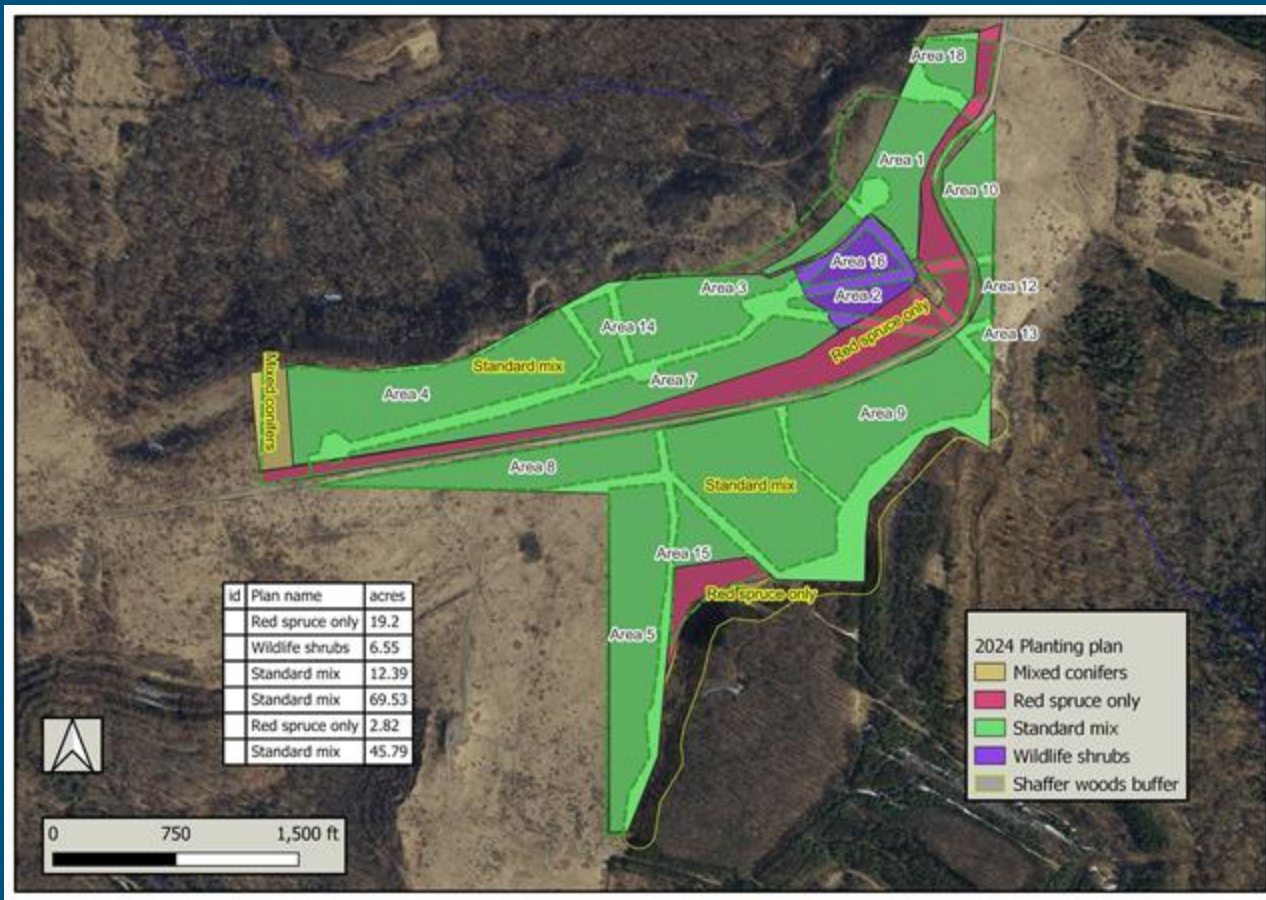 Area 18
Area 1
Area 10
Area 16
Area 12
Area 3
Area 2
Area 14
Area 13
Red spruce only
Mixed conifers
Standard mix
Area 7
Area 4
Area 9
Area 8
Standard mix
Area 15
Red spruce only
Area 5
id Plan name acres
Red spruce only 19.2
Wildlife shrubs 6.55
Standard mix 12.39
Standard mix 69.53
Red spruce only 2.82
Standard mix 45.79
2024 Planting plan
Mixed conifers
Red spruce only
Standard mix
Wildlife shrubs
Shaffer woods buffer
0 750 1,500 ft